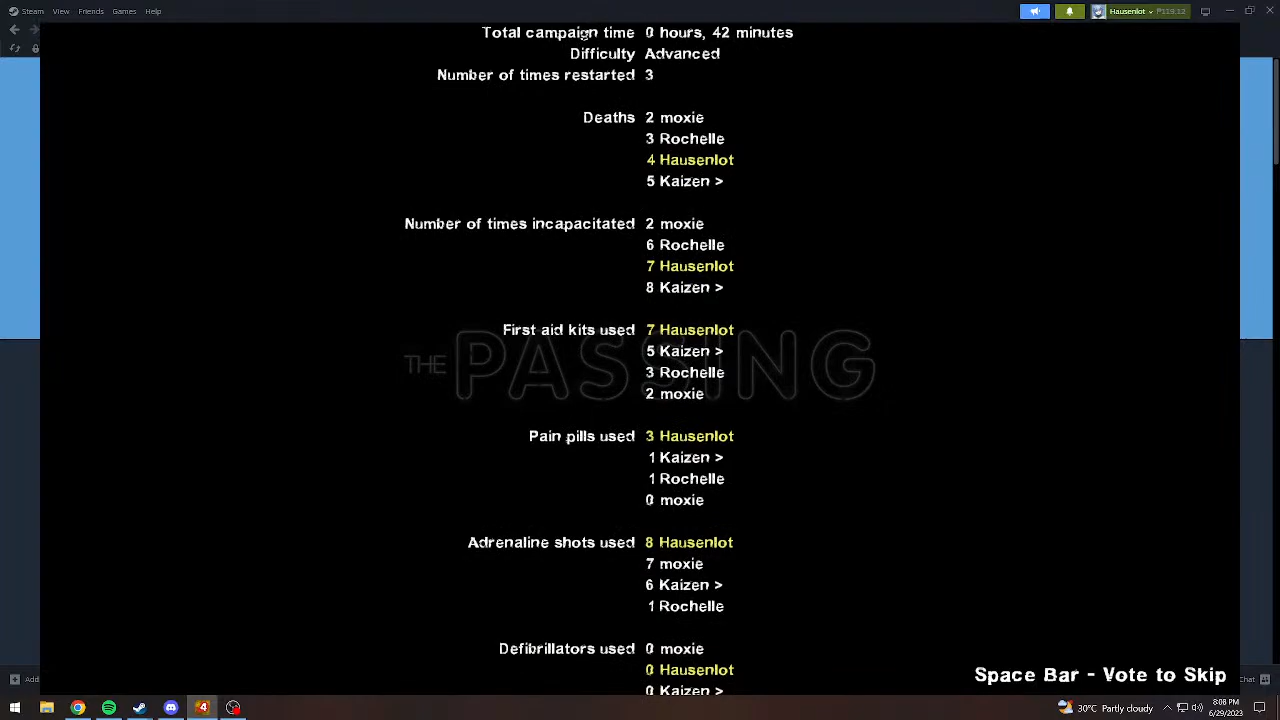 Steam View Friends Games Help
Hausenlot
Total campaign time 0 hours, 42 minutes
Difficulty Advanced
Number of times restarted 3
Deaths 2 moxie
3 Rochelle
4 Hausenlot
5 Kaizen >
Number of times incapacitated 2 moxie
6 Rochelle
7 Hausenlot
8 Kaizen >
First aid kits used 7 Hausenlot
5 Kaizen >
3 Rochelle
2 moxie
THE PASSING
Pain pills used 3 Hausenlot
1 Kaizen >
1 Rochelle
0 moxie
Adrenaline shots used 8 Hausenlot
7 moxie
6 Kaizen >
1 Rochelle
Defibrillators used 0 moxie
0 Hausenlot
0 Kaizen >
Space Bar - Vote to Skip
Ad
hat
30°C Partly cloudy
8:08 PM
6/29/2023